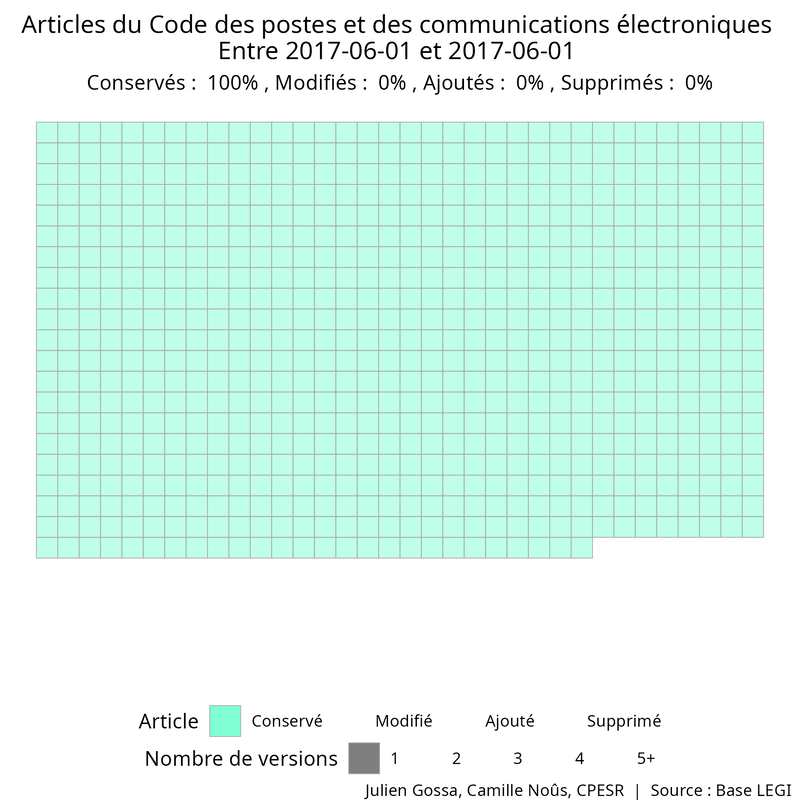 Articles du Code des postes et des communications électroniques
Entre 2017-06-01 et 2017-06-01
Conservés :  100% , Modifiés :  0% , Ajoutés :  0% , Supprimés :  0%
Article Conservé Modifié Ajouté Supprimé
Nombre de versions 1 2 3 4 5+
Julien Gossa, Camille Noûs, CPESR  |  Source : Base LEGI